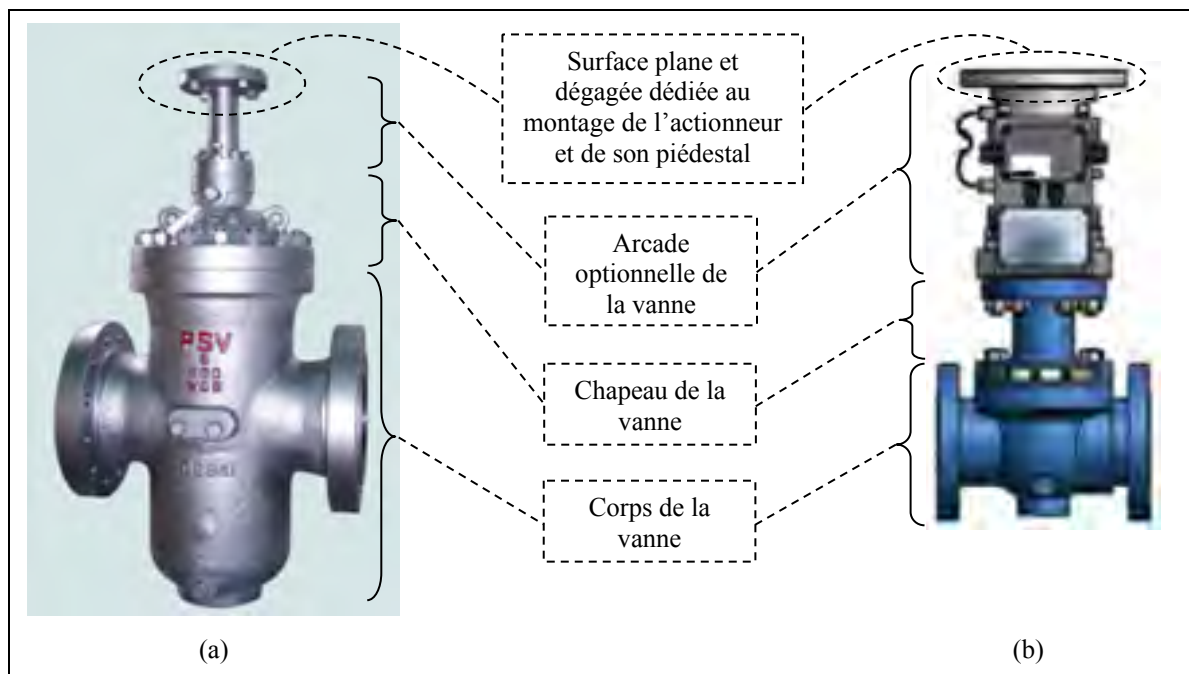 Surface plane et
dégagée dédiée au
montage de l’actionneur
et de son piédestal
Arcade
optionnelle de
la vanne
Chapeau de la
vanne
Corps de la
vanne
PSV
(a)
(b)